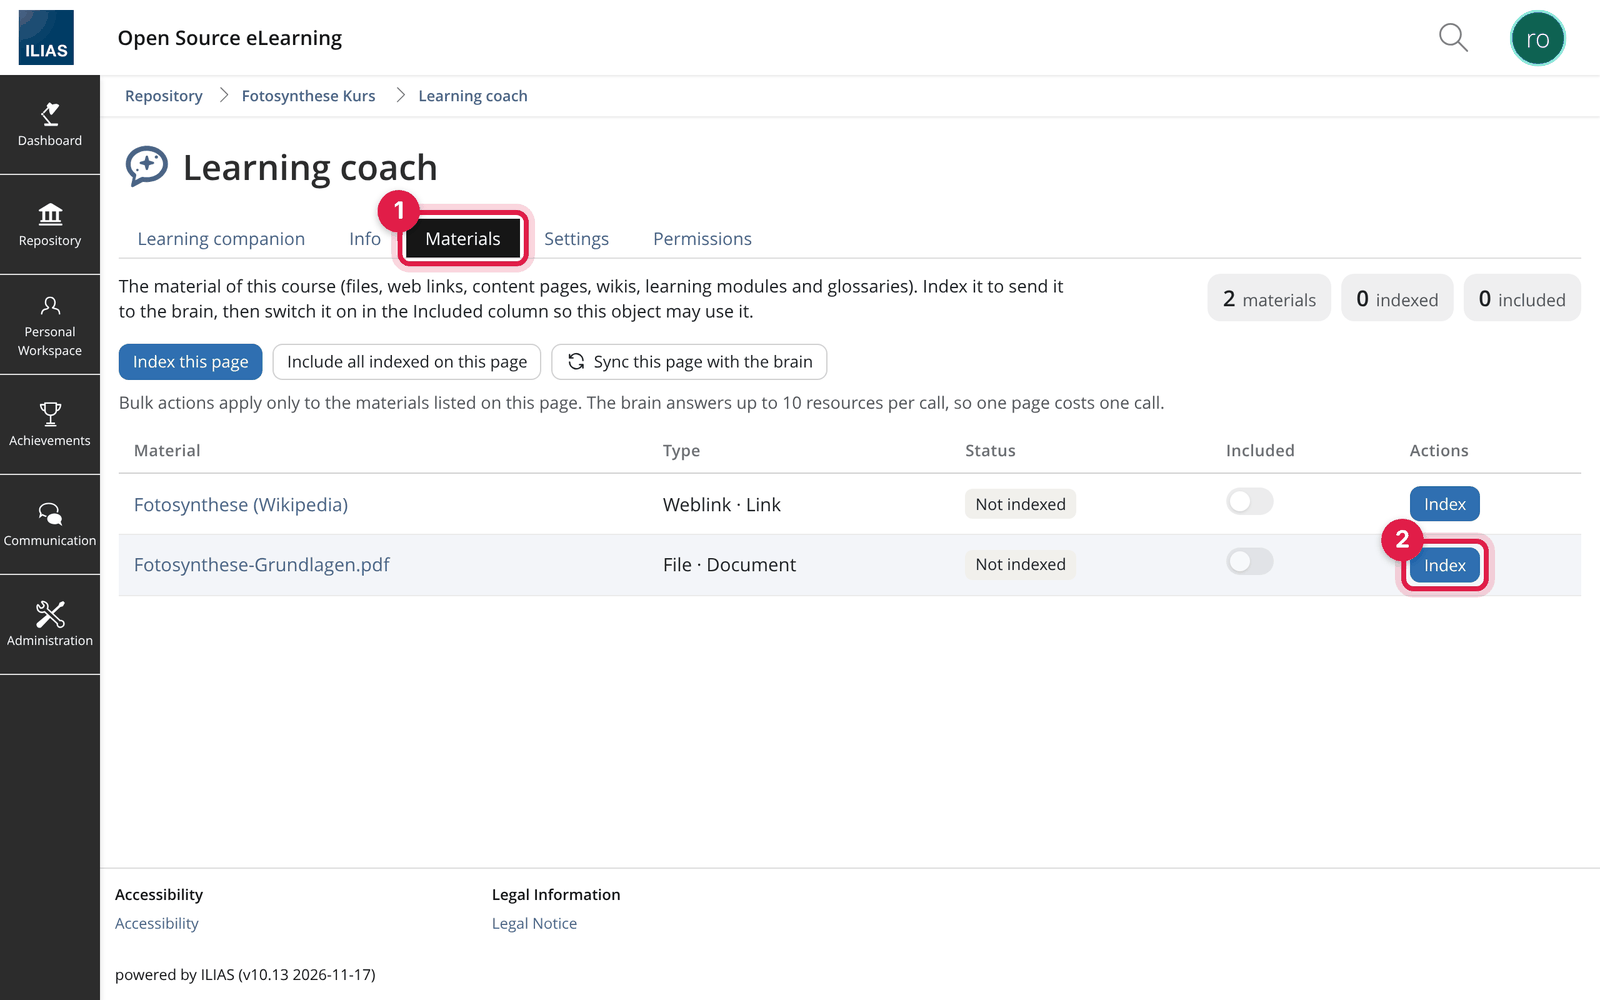 ILIAS
Open Source eLearning
ro
Dashboard
Repository
Personal
Workspace
Achievements
Communication
Administration
Repository
Fotosynthese Kurs
Learning coach
Learning coach
1
Learning companion
Info
Materials
Settings
Permissions
The material of this course (files, web links, content pages, wikis, learning modules and glossaries). Index it to send it
to the brain, then switch it on in the Included column so this object may use it.
2 materials
0 indexed
0 included
Index this page
Include all indexed on this page
Sync this page with the brain
Bulk actions apply only to the materials listed on this page. The brain answers up to 10 resources per call, so one page costs one call.
Material Type Status Included Actions
Fotosynthese (Wikipedia) Weblink · Link Not indexed Index
2
Fotosynthese-Grundlagen.pdf File · Document Not indexed Index
Accessibility
Accessibility
Legal Information
Legal Notice
powered by ILIAS (v10.13 2026-11-17)